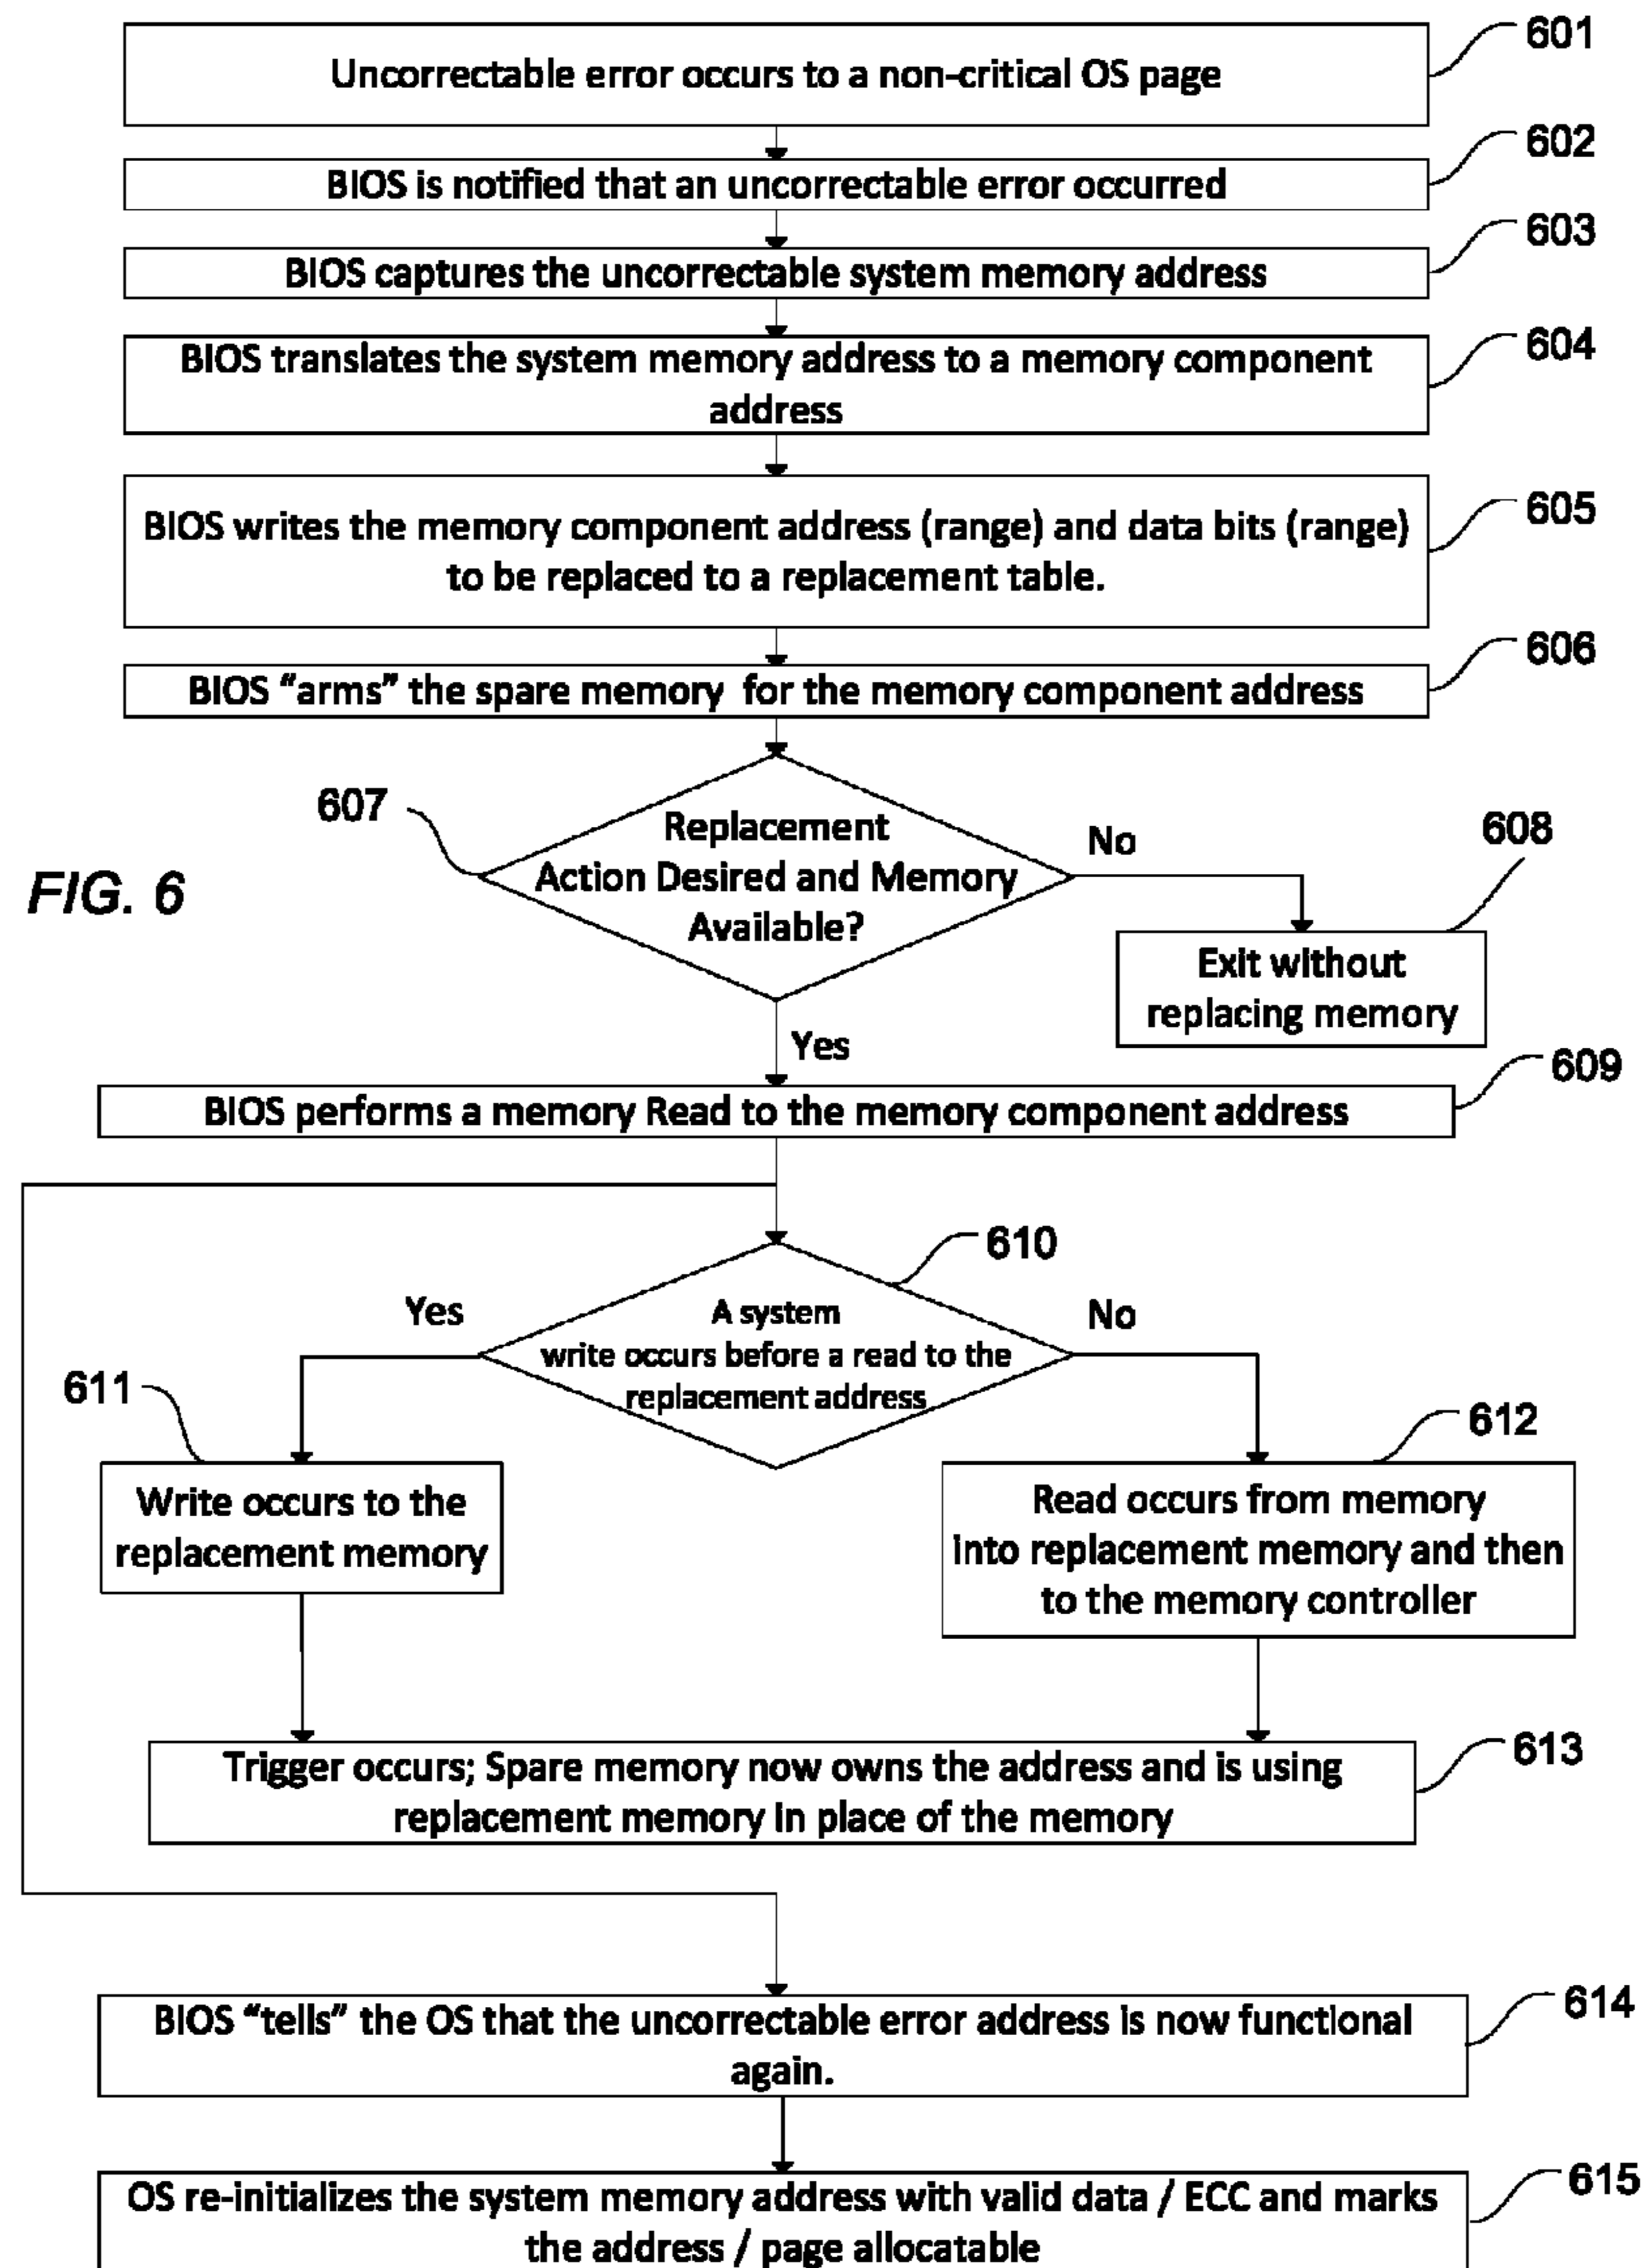 601
Uncorrectable error occurs to a non-critical OS page
602
BIOS is notified that an uncorrectable error occurred
603
BIOS captures the uncorrectable system memory address
604
BIOS translates the system memory address to a memory component
address
605
BIOS writes the memory component address (range) and data bits (range)
to be replaced to a replacement table.
606
BIOS “arms” the spare memory for the memory component address
607
Replacement
Action Desired and Memory
Available?
No
608
FIG. 6
Exit without
replacing memory
Yes
609
BIOS performs a memory Read to the memory component address
610
Yes
A system
write occurs before a read to the
replacement address
No
611
612
Write occurs to the
replacement memory
Read occurs from memory
into replacement memory and then
to the memory controller
613
Trigger occurs; Spare memory now owns the address and is using
replacement memory in place of the memory
614
BIOS “tells” the OS that the uncorrectable error address is now functional
again.
615
OS re-initializes the system memory address with valid data / ECC and marks
the address / page allocatable